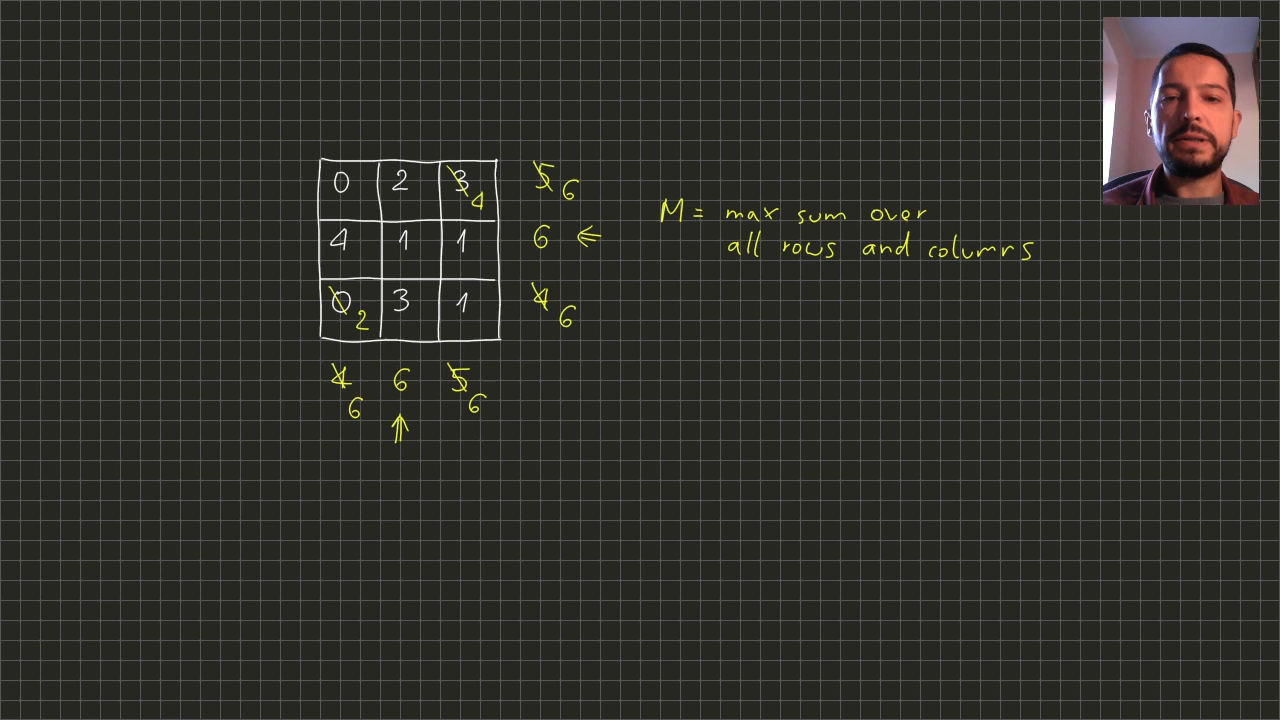 0 2 3 4 5 6
4 1 1 6 ⇐
0 2 3 1 4 6
4 6 5
6 6
⇑
M = max sum over
all rows and columns